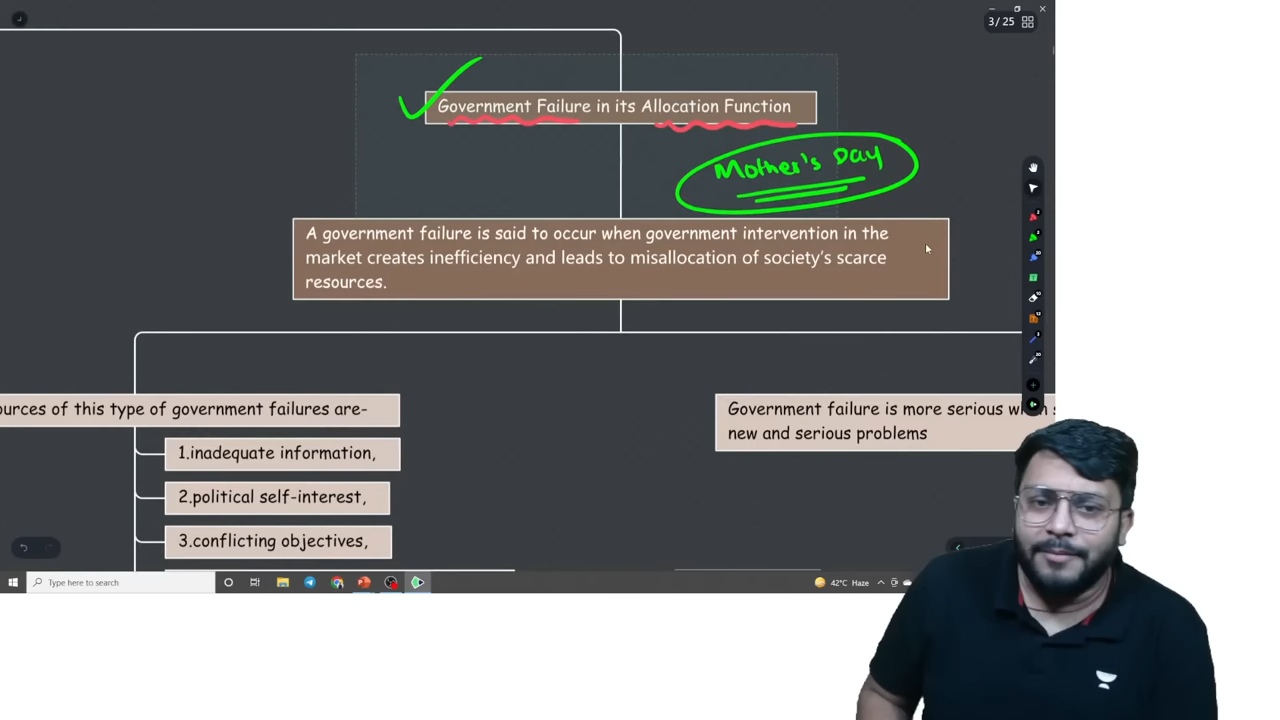 3/25
Government Failure in its Allocation Function
Mother's Day
A government failure is said to occur when government intervention in the
market creates inefficiency and leads to misallocation of society's scarce
resources.
ources of this type of government failures are-
1.inadequate information,
2.political self-interest,
3.conflicting objectives,
Government failure is more serious when s
new and serious problems
Type here to search
42°C Haze